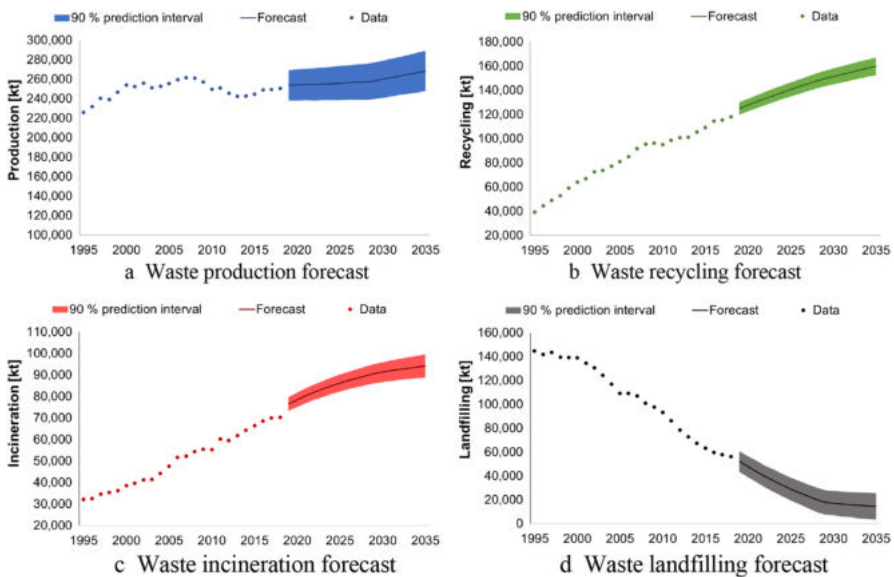 90 % prediction interval Forecast Data
Production [kt]
300,000
280,000
260,000
240,000
220,000
200,000
180,000
160,000
140,000
120,000
100,000
1995 2000 2005 2010 2015 2020 2025 2030 2035
a Waste production forecast
90 % prediction interval Forecast Data
Recycling [kt]
180,000
160,000
140,000
120,000
100,000
80,000
60,000
40,000
20,000
1995 2000 2005 2010 2015 2020 2025 2030 2035
b Waste recycling forecast
90 % prediction interval Forecast Data
Incineration [kt]
110,000
100,000
90,000
80,000
70,000
60,000
50,000
40,000
30,000
20,000
1995 2000 2005 2010 2015 2020 2025 2030 2035
c Waste incineration forecast
90 % prediction interval Forecast Data
Landfilling [kt]
160,000
140,000
120,000
100,000
80,000
60,000
40,000
20,000
0
1995 2000 2005 2010 2015 2020 2025 2030 2035
d Waste landfilling forecast